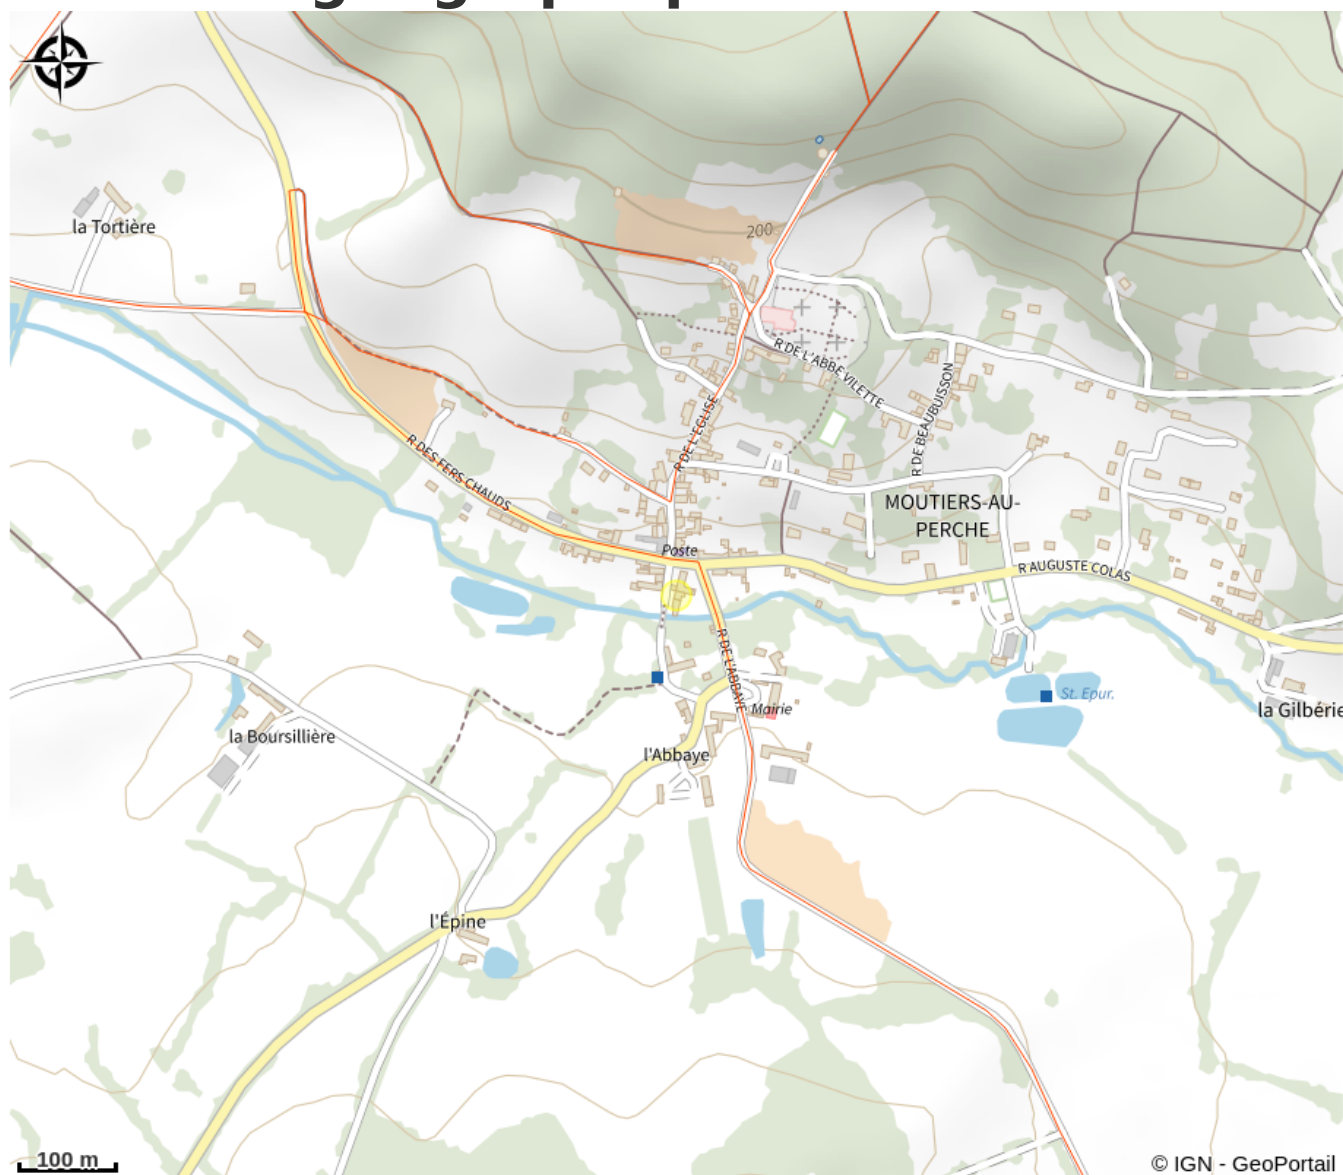 la Tortière
200
R DE L'ABBE VILETTE
R DE BEAUBUISSON
R DE L'EGLISE
R DES FERS CHAUDS
MOUTIERS-AU-
PERCHE
Poste
R AUGUSTE COLAS
R DE L'ABBAYE
St. Epur.
Mairie
la Gilbérie
la Boursillière
l'Abbaye
l'Épine
100 m
© IGN - GeoPortail